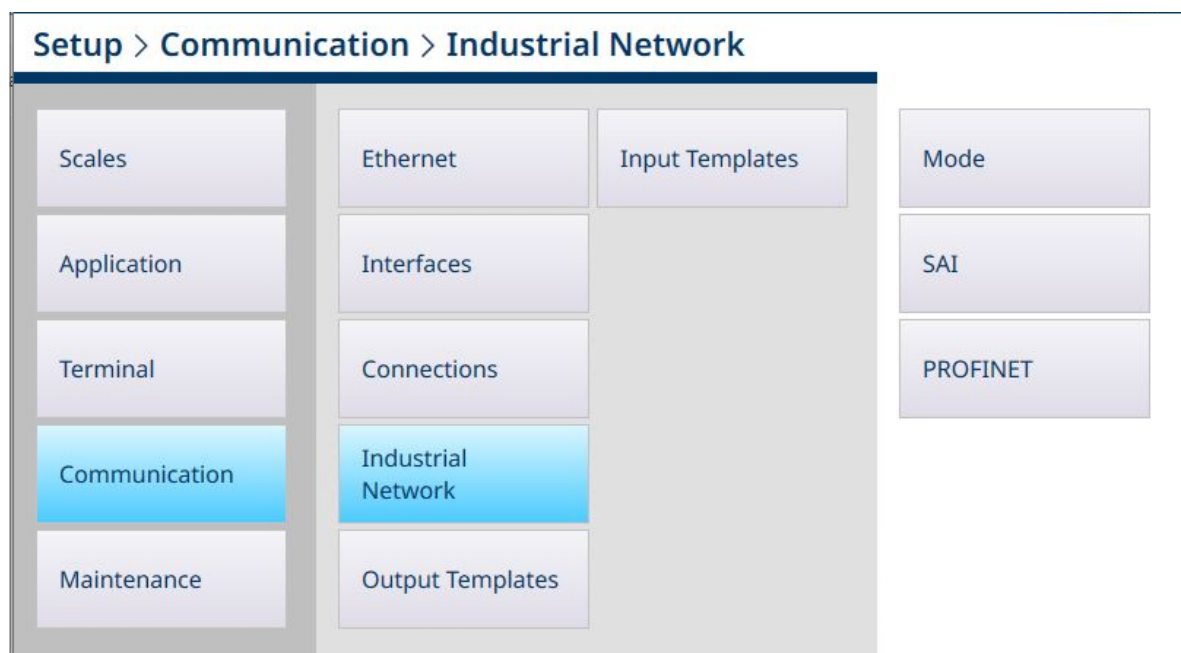 Setup > Communication > Industrial Network
Scales
Application
Terminal
Communication
Maintenance
Ethernet
Interfaces
Connections
Industrial
Network
Output Templates
Input Templates
Mode
SAI
PROFINET